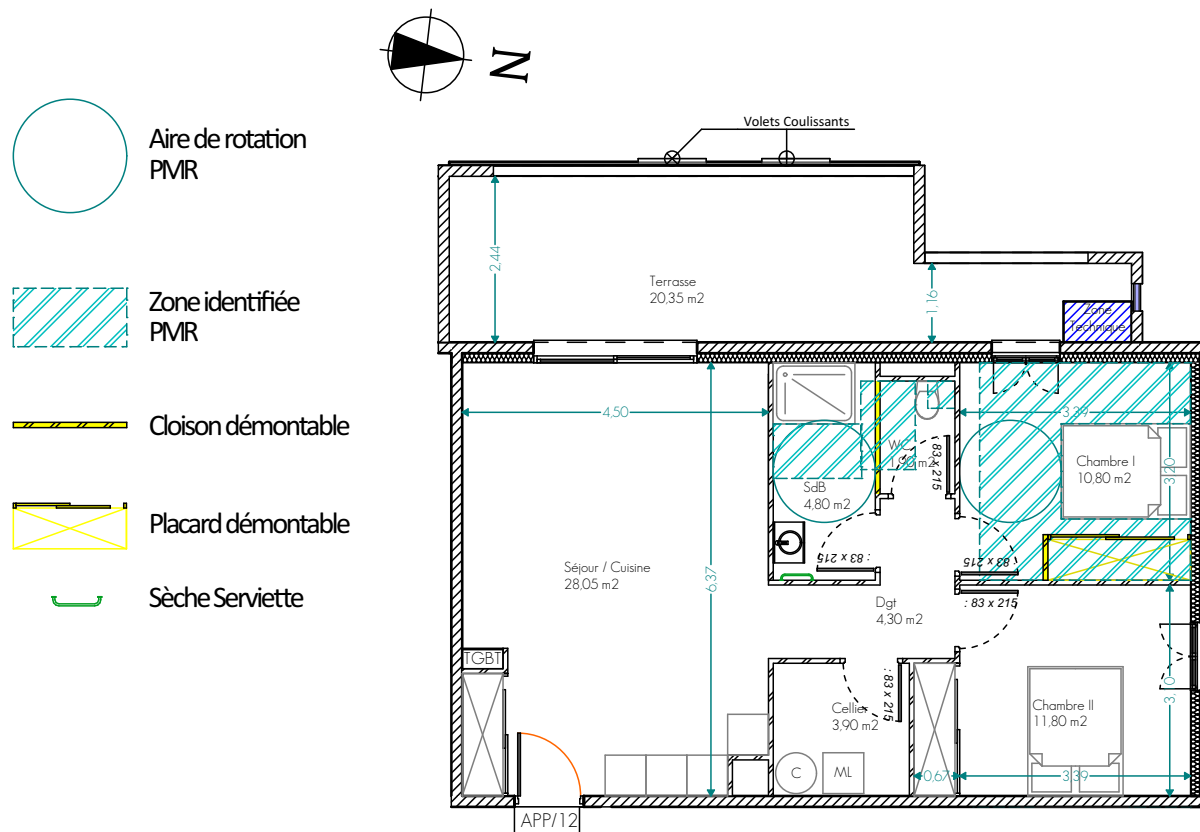 N
Aire de rotation
PMR
Zone identifiée
PMR
Cloison démontable
Placard démontable
Sèche Serviette
Volets Coulissants
2,44
Terrasse
20,35 m2
1,16
Zone
Technique
4,50
3,39
WC
1,90 m2
: 83 x 215
Chambre I
10,80 m2
3,20
SdB
4,80 m2
: 83 x 215
: 83 x 215
Séjour / Cuisine
28,05 m2
6,37
Dgt
4,30 m2
: 83 x 215
TGBT
: 83 x 215
Cellier
3,90 m2
Chambre II
11,80 m2
3,10
C
ML
0,67
3,39
APP/12